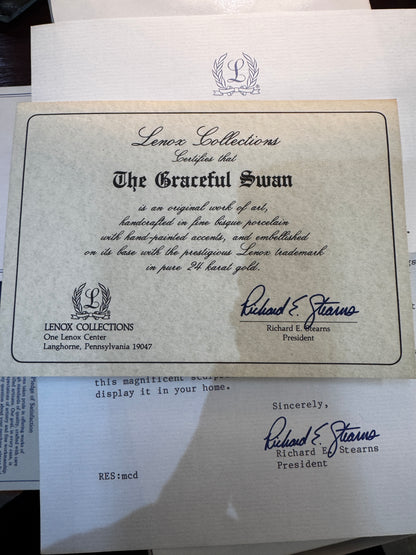 L
Lenox Collections
Certifies that
The Graceful Swan
is an original work of art,
handcrafted in fine bisque porcelain
with hand-painted accents, and embellished
on its base with the prestigious Lenox trademark
in pure 24 karat gold.
L
LENOX COLLECTIONS
One Lenox Center
Langhorne, Pennsylvania 19047
Richard E. Stearns
Richard E. Stearns
President
this magnificent
display it in your home.
Sincerely,
Richard E. Stearns
Richard E. Stearns
President
RES:mcd
Pledge of Satisfaction